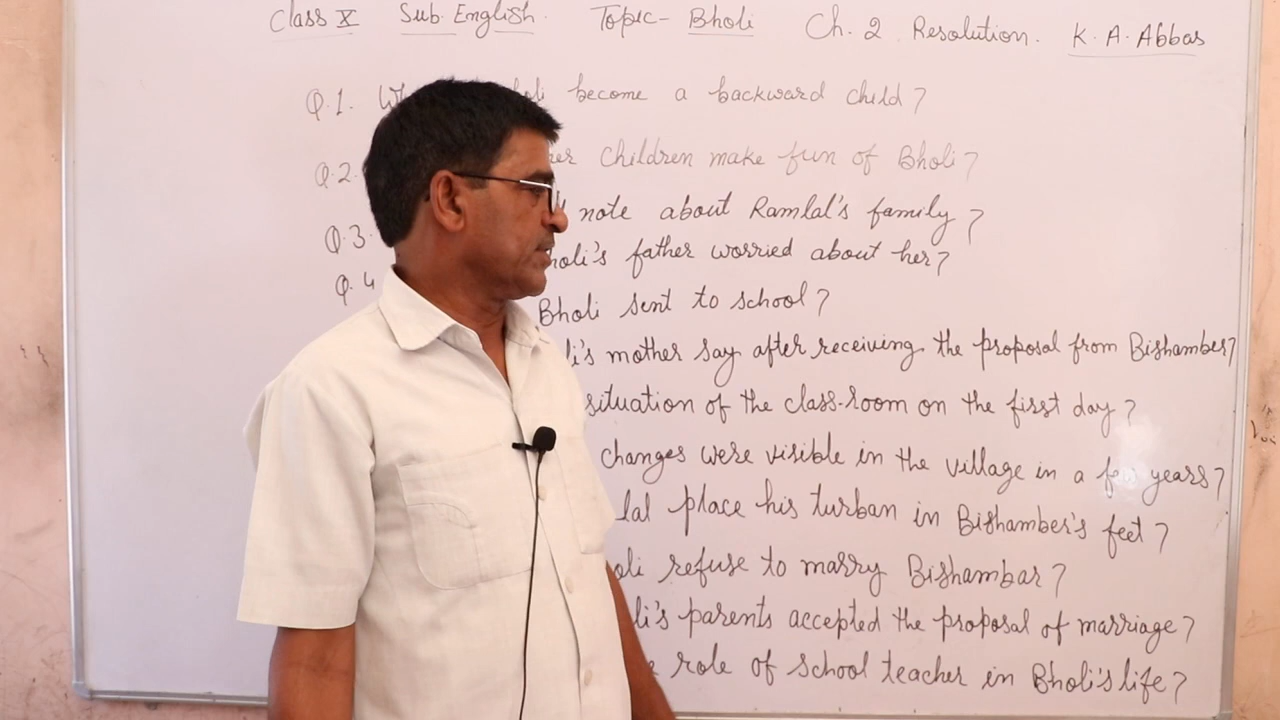 Class X Sub. English. Topic- Bholi Ch. 2 Resolution. K. A. Abbas
Q.1. become a backward child?
Q.2. children make fun of Bholi?
Q.3. note about Ramlal's family?
Q.4 father worried about her?
Bholi sent to school?
mother say after receiving the proposal from Bishamber?
situation of the class-room on the first day?
changes were visible in the village in a few years?
place his turban in Bishamber's feet?
refuse to marry Bishambar?
parents accepted the proposal of marriage?
role of school teacher in Bholi's life?